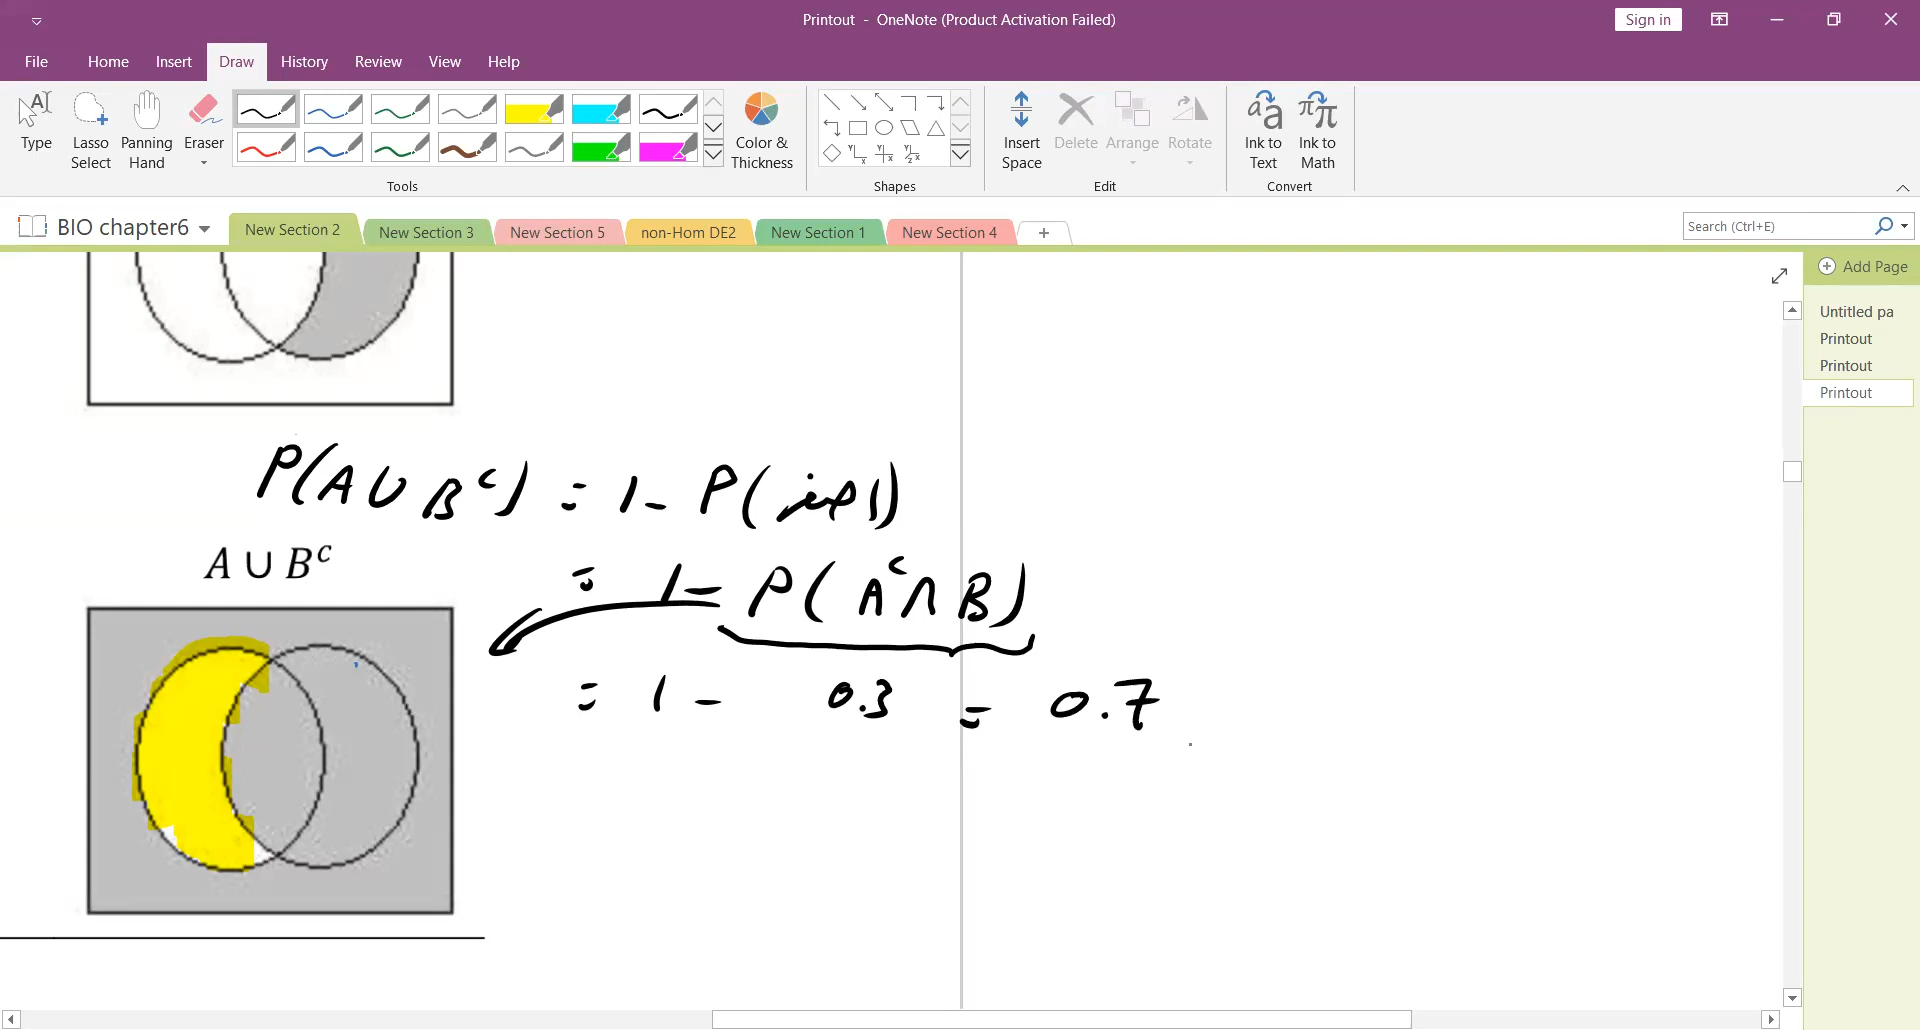 Printout - OneNote (Product Activation Failed)
Sign in
File Home Insert Draw History Review View Help
Type
Lasso Select
Panning Hand
Eraser
Color & Thickness
Insert Space
Delete
Arrange
Rotate
Ink to Text
Ink to Math
Tools
Shapes
Edit
Convert
BIO chapter6
New Section 2
New Section 3
New Section 5
non-Hom DE2
New Section 1
New Section 4
Search (Ctrl+E)
Add Page
Untitled pa
Printout
Printout
Printout
P(A∪Bᶜ) = 1 - P(
A ∪ Bᶜ
= 1 - P(Aᶜ∩B)
= 1 - 0.3 = 0.7